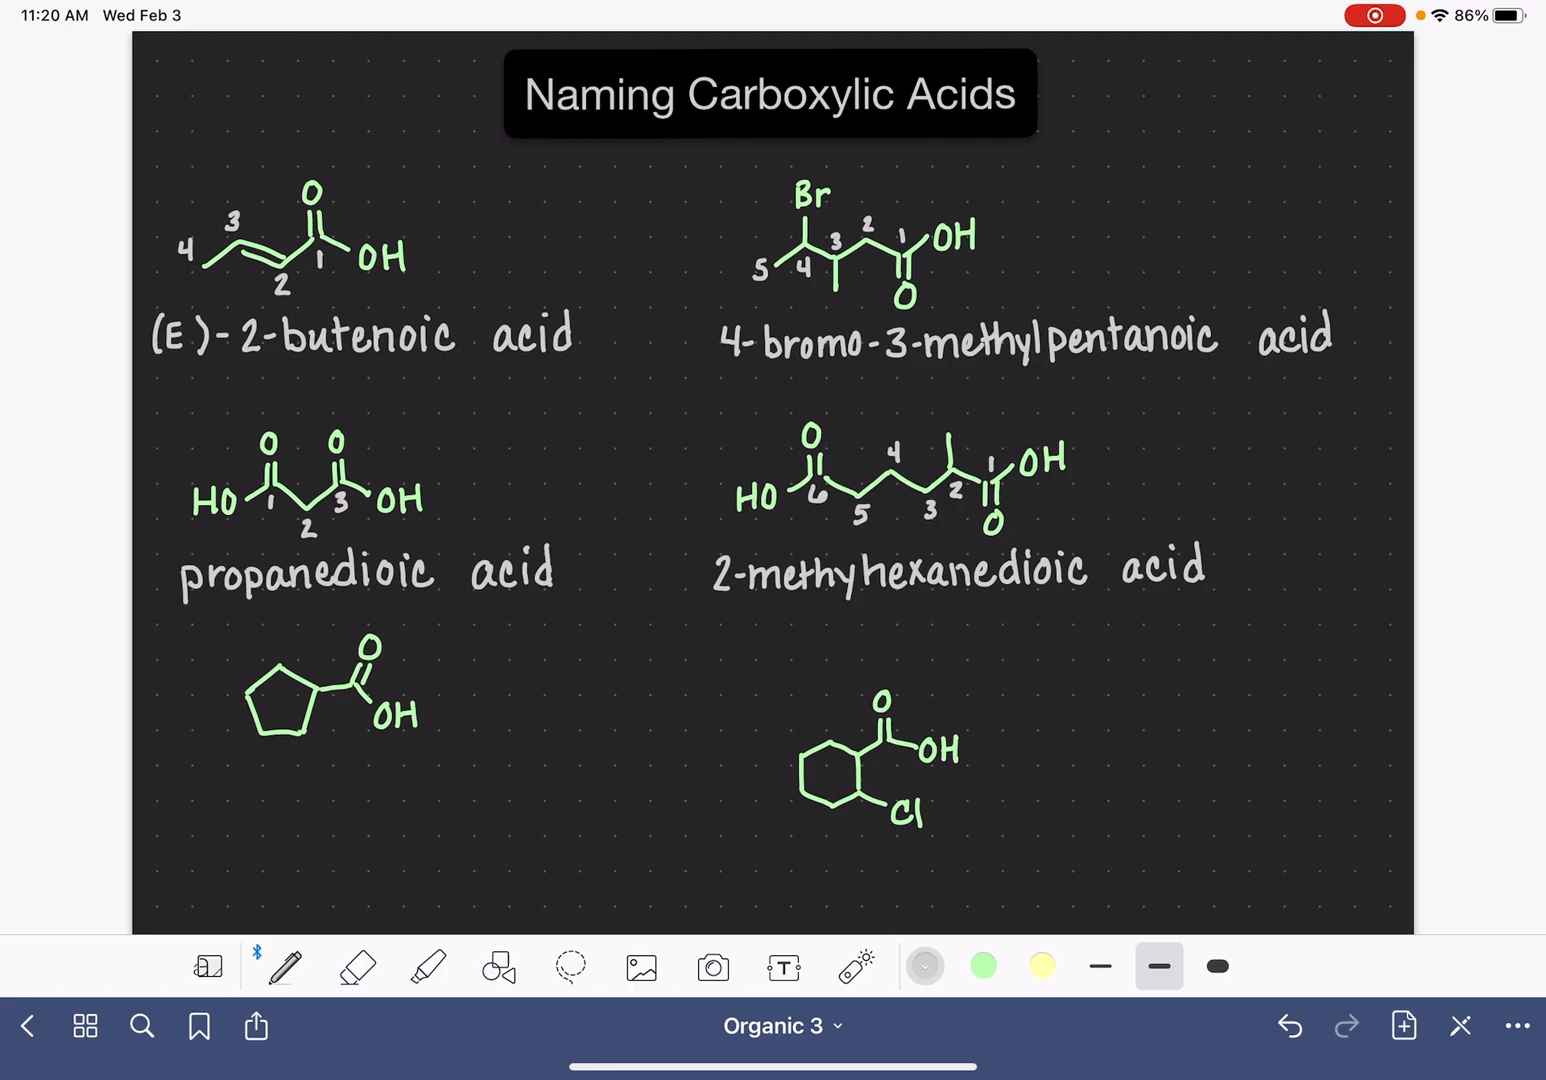 11:20 AM Wed Feb 3
86%
Naming Carboxylic Acids
O
3
4
1
OH
2
(E)-2-butenoic acid
Br
2
3
1
OH
5
4
O
4-bromo-3-methylpentanoic acid
O O
HO
1
3
OH
2
propanedioic acid
O
4
1
OH
HO
6
2
5
3
O
2-methyhexanedioic acid
O
OH
O
OH
Cl
T
Organic 3